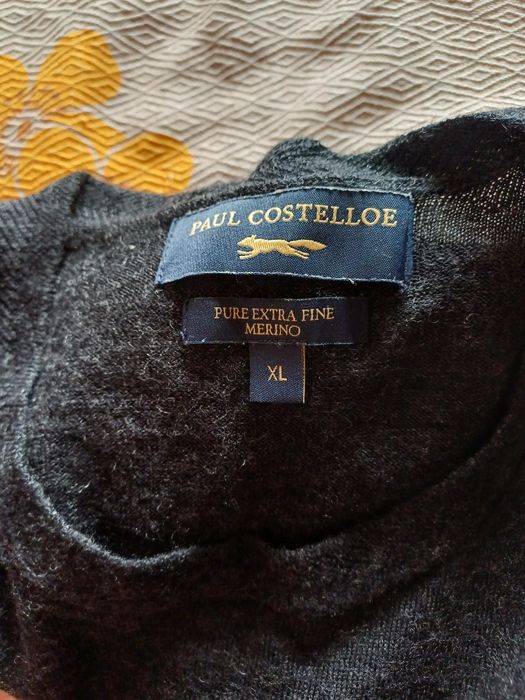 PAUL COSTELLOE
PURE EXTRA FINE
MERINO
XL